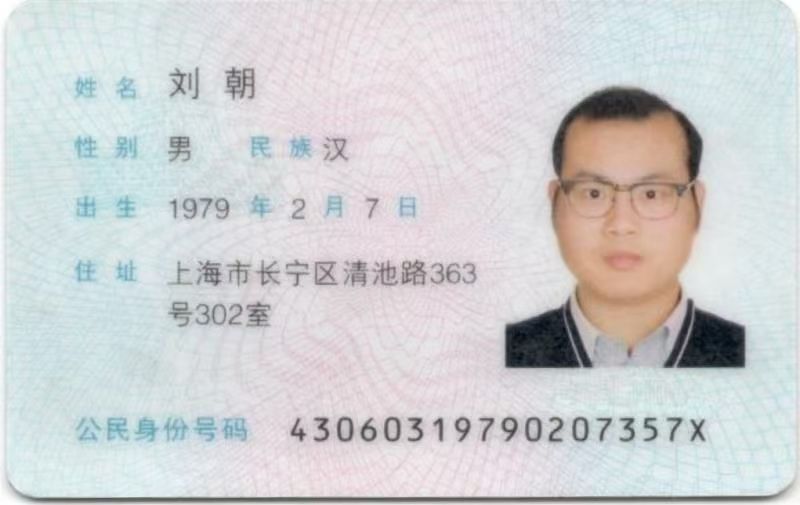 姓名 刘朝
性别 男 民族 汉
出生 1979 年 2 月 7 日
住址 上海市长宁区清池路363
号302室
公民身份号码 43060319790207357X